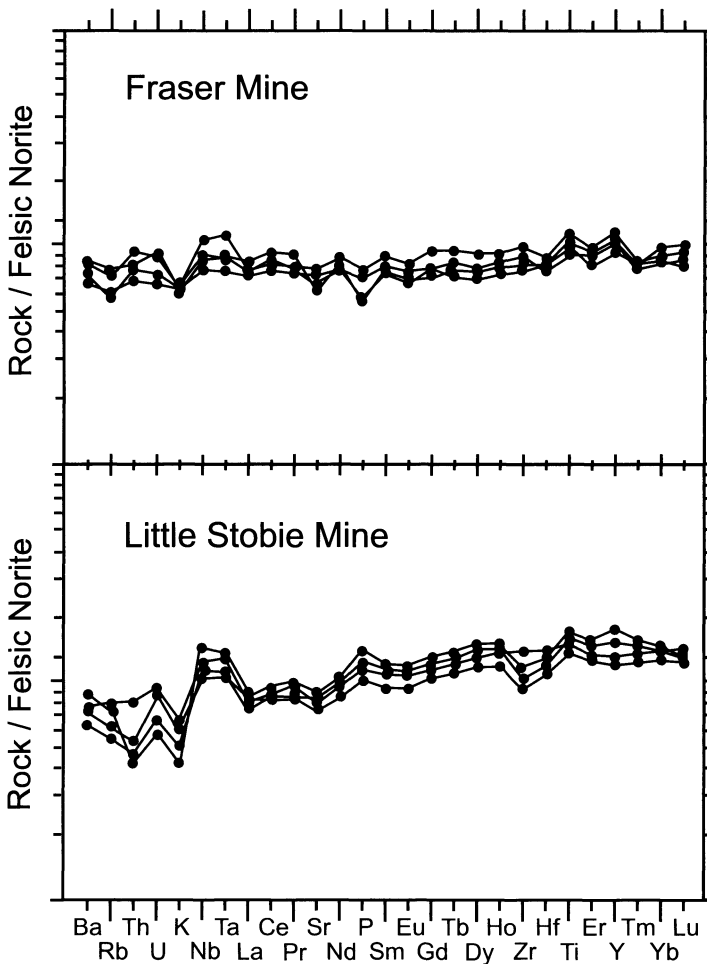 Fraser Mine
Rock / Felsic Norite
Little Stobie Mine
Rock / Felsic Norite
Ba Th K Ta Ce Sr P Eu Tb Ho Hf Er Tm Lu
Rb U Nb La Pr Nd Sm Gd Dy Zr Ti Y Yb